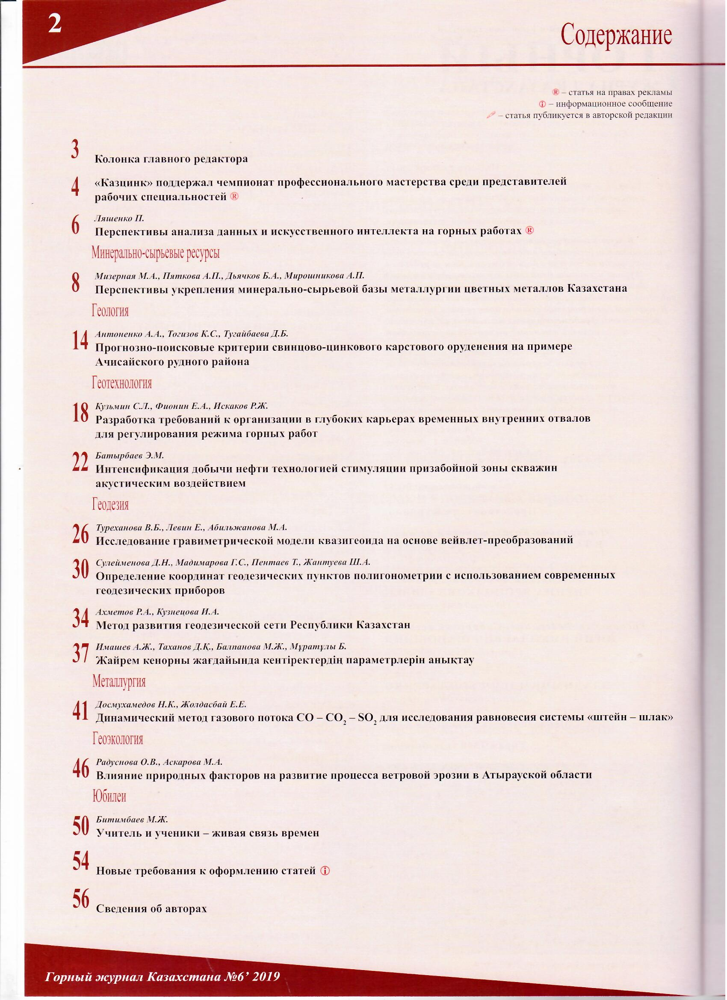 2
Содержание
® – статья на правах рекламы
ⓘ – информационное сообщение
– статья публикуется в авторской редакции
3
Колонка главного редактора
4
«Казцинк» поддержал чемпионат профессионального мастерства среди представителей
рабочих специальностей ®
6
Ляшенко П.
Перспективы анализа данных и искусственного интеллекта на горных работах ®
Минерально-сырьевые ресурсы
8
Мизерная М.А., Пяткова А.П., Дьячков Б.А., Мирошникова А.П.
Перспективы укрепления минерально-сырьевой базы металлургии цветных металлов Казахстана
Геология
14
Антоненко А.А., Тогизов К.С., Тугайбаева Д.Б.
Прогнозно-поисковые критерии свинцово-цинкового карстового оруденения на примере
Ачисайского рудного района
Геотехнология
18
Кузьмин С.Л., Фионин Е.А., Искаков Р.Ж.
Разработка требований к организации в глубоких карьерах временных внутренних отвалов
для регулирования режима горных работ
22
Батырбаев Э.М.
Интенсификация добычи нефти технологией стимуляции призабойной зоны скважин
акустическим воздействием
Геодезия
26
Туреханова В.Б., Левин Е., Абильжанова М.А.
Исследование гравиметрической модели квазигеоида на основе вейвлет-преобразований
30
Сулейменова Д.Н., Мадимарова Г.С., Пентаев Т., Жантуева Ш.А.
Определение координат геодезических пунктов полигонометрии с использованием современных
геодезических приборов
34
Ахметов Р.А., Кузнецова И.А.
Метод развития геодезической сети Республики Казахстан
37
Имашев А.Ж., Таханов Д.Қ., Балпанова М.Ж., Мұратұлы Б.
Жайрем кенорны жағдайында кентіректердің параметрлерін анықтау
Металлургия
41
Досмухамедов Н.К., Жолдасбай Е.Е.
Динамический метод газового потока CO – CO₂ – SO₂ для исследования равновесия системы «штейн – шлак»
Геоэкология
46
Радуснова О.В., Аскарова М.А.
Влияние природных факторов на развитие процесса ветровой эрозии в Атырауской области
Юбилеи
50
Битимбаев М.Ж.
Учитель и ученики – живая связь времен
54
Новые требования к оформлению статей ⓘ
56
Сведения об авторах
Горный журнал Казахстана №6’ 2019